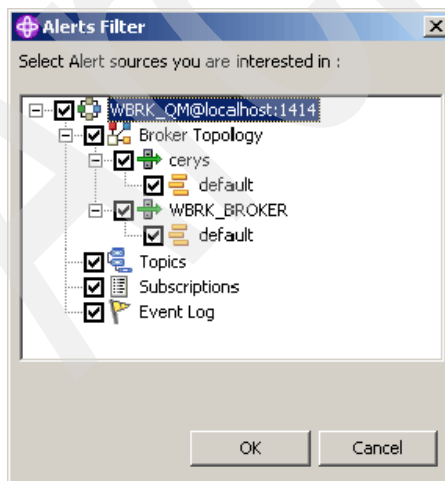 Alerts Filter
Select Alert sources you are interested in :
WBRK_QM@localhost:1414
Broker Topology
cerys
default
WBRK_BROKER
default
Topics
Subscriptions
Event Log
OK Cancel